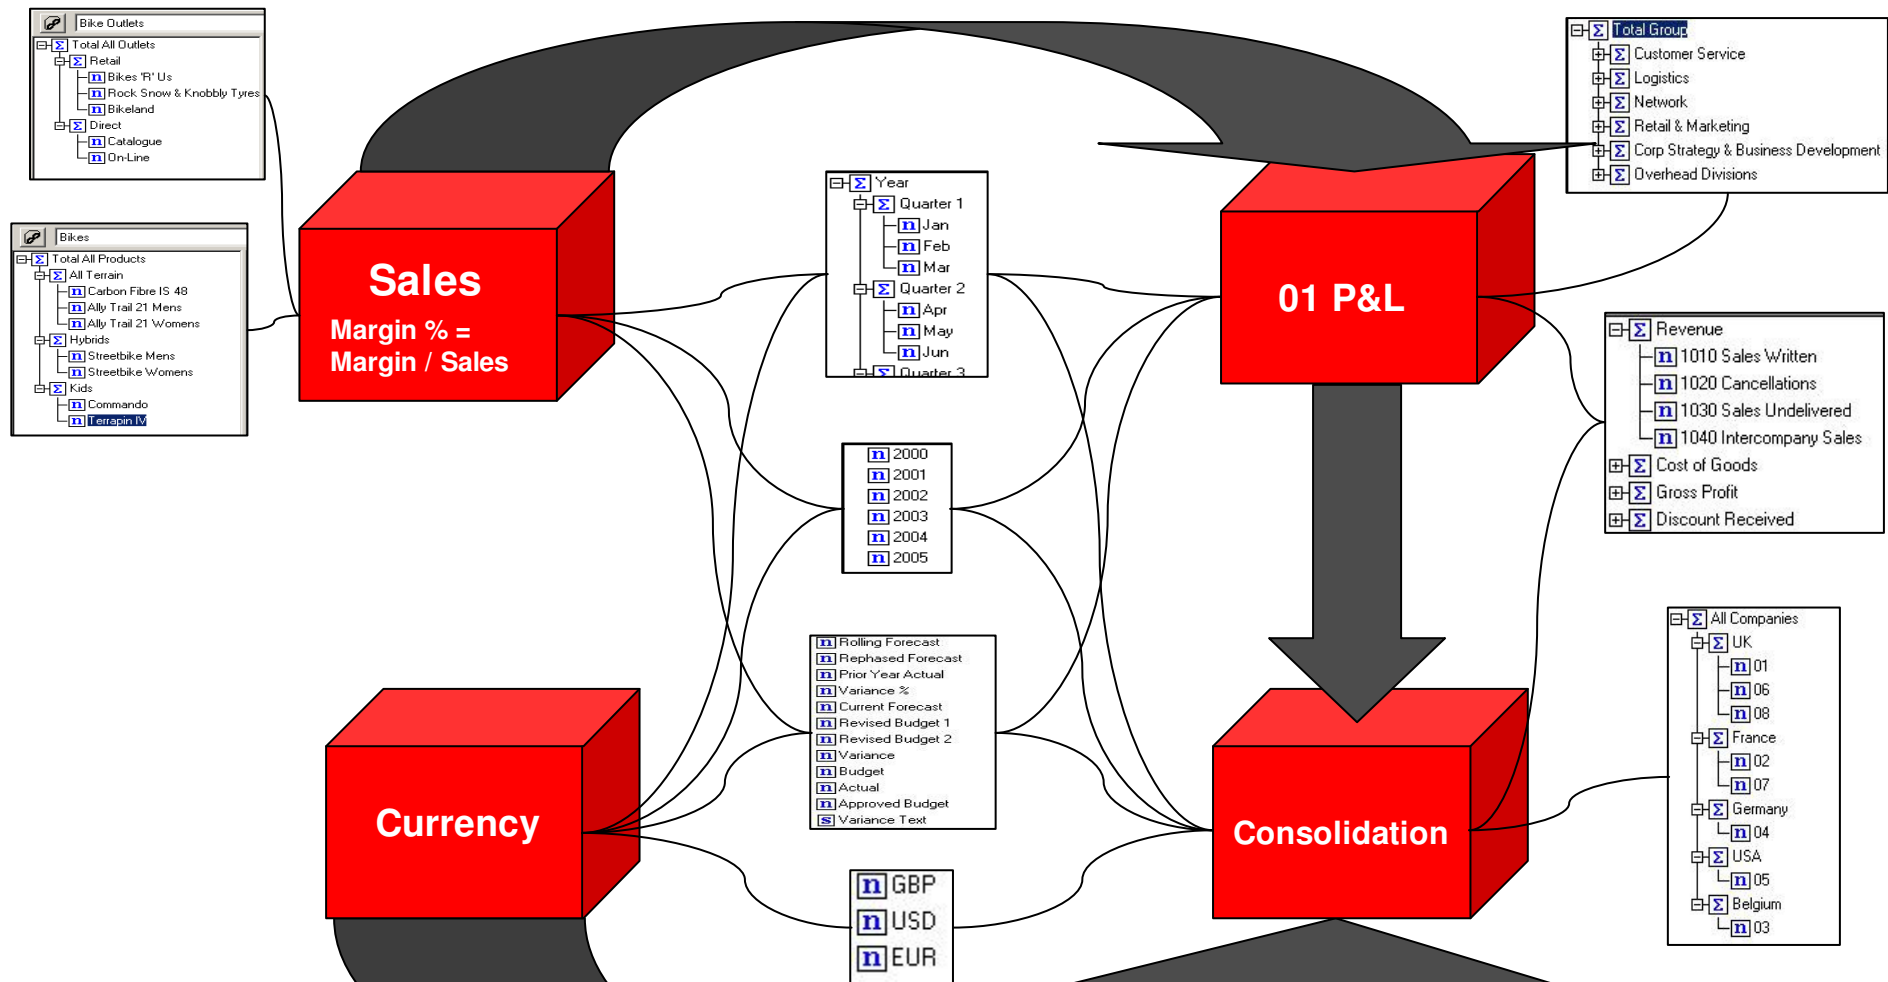 Bike Outlets
Total All Outlets
Retail
Bikes 'R' Us
Rock Snow & Knobbly Tyres
Bikeland
Direct
Catalogue
On-Line
Bikes
Total All Products
All Terrain
Carbon Fibre IS 48
Ally Trail 21 Mens
Ally Trail 21 Womens
Hybrids
Streetbike Mens
Streetbike Womens
Kids
Commando
Terrapin IV
Sales
Margin % =
Margin / Sales
Year
Quarter 1
Jan
Feb
Mar
Quarter 2
Apr
May
Jun
Quarter 3
2000
2001
2002
2003
2004
2005
Rolling Forecast
Rephased Forecast
Prior Year Actual
Variance %
Current Forecast
Revised Budget 1
Revised Budget 2
Variance
Budget
Actual
Approved Budget
Variance Text
GBP
USD
EUR
01 P&L
Total Group
Customer Service
Logistics
Network
Retail & Marketing
Corp Strategy & Business Development
Overhead Divisions
Revenue
1010 Sales Written
1020 Cancellations
1030 Sales Undelivered
1040 Intercompany Sales
Cost of Goods
Gross Profit
Discount Received
Currency
Consolidation
All Companies
UK
01
06
08
France
02
07
Germany
04
USA
05
Belgium
03